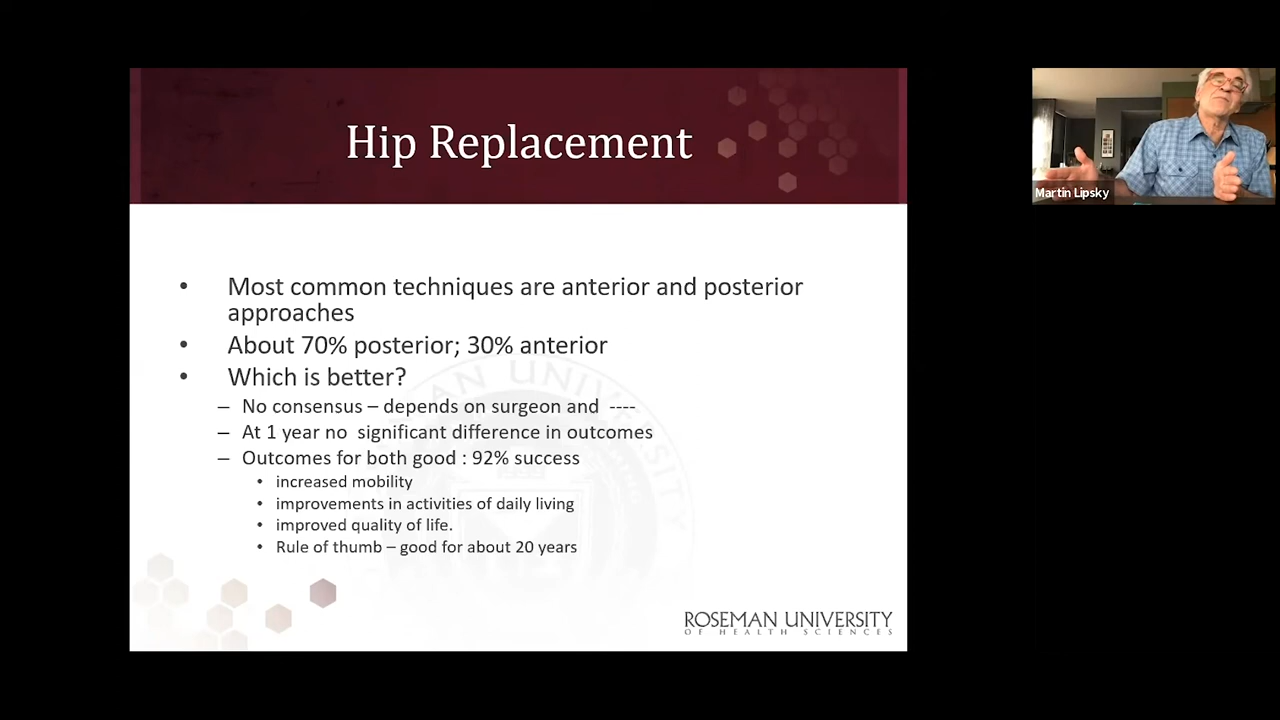 Hip Replacement
Martin Lipsky
• Most common techniques are anterior and posterior
approaches
• About 70% posterior; 30% anterior
• Which is better?
– No consensus – depends on surgeon and ----
– At 1 year no significant difference in outcomes
– Outcomes for both good : 92% success
• increased mobility
• improvements in activities of daily living
• improved quality of life.
• Rule of thumb – good for about 20 years
ROSEMAN UNIVERSITY
OF HEALTH SCIENCES